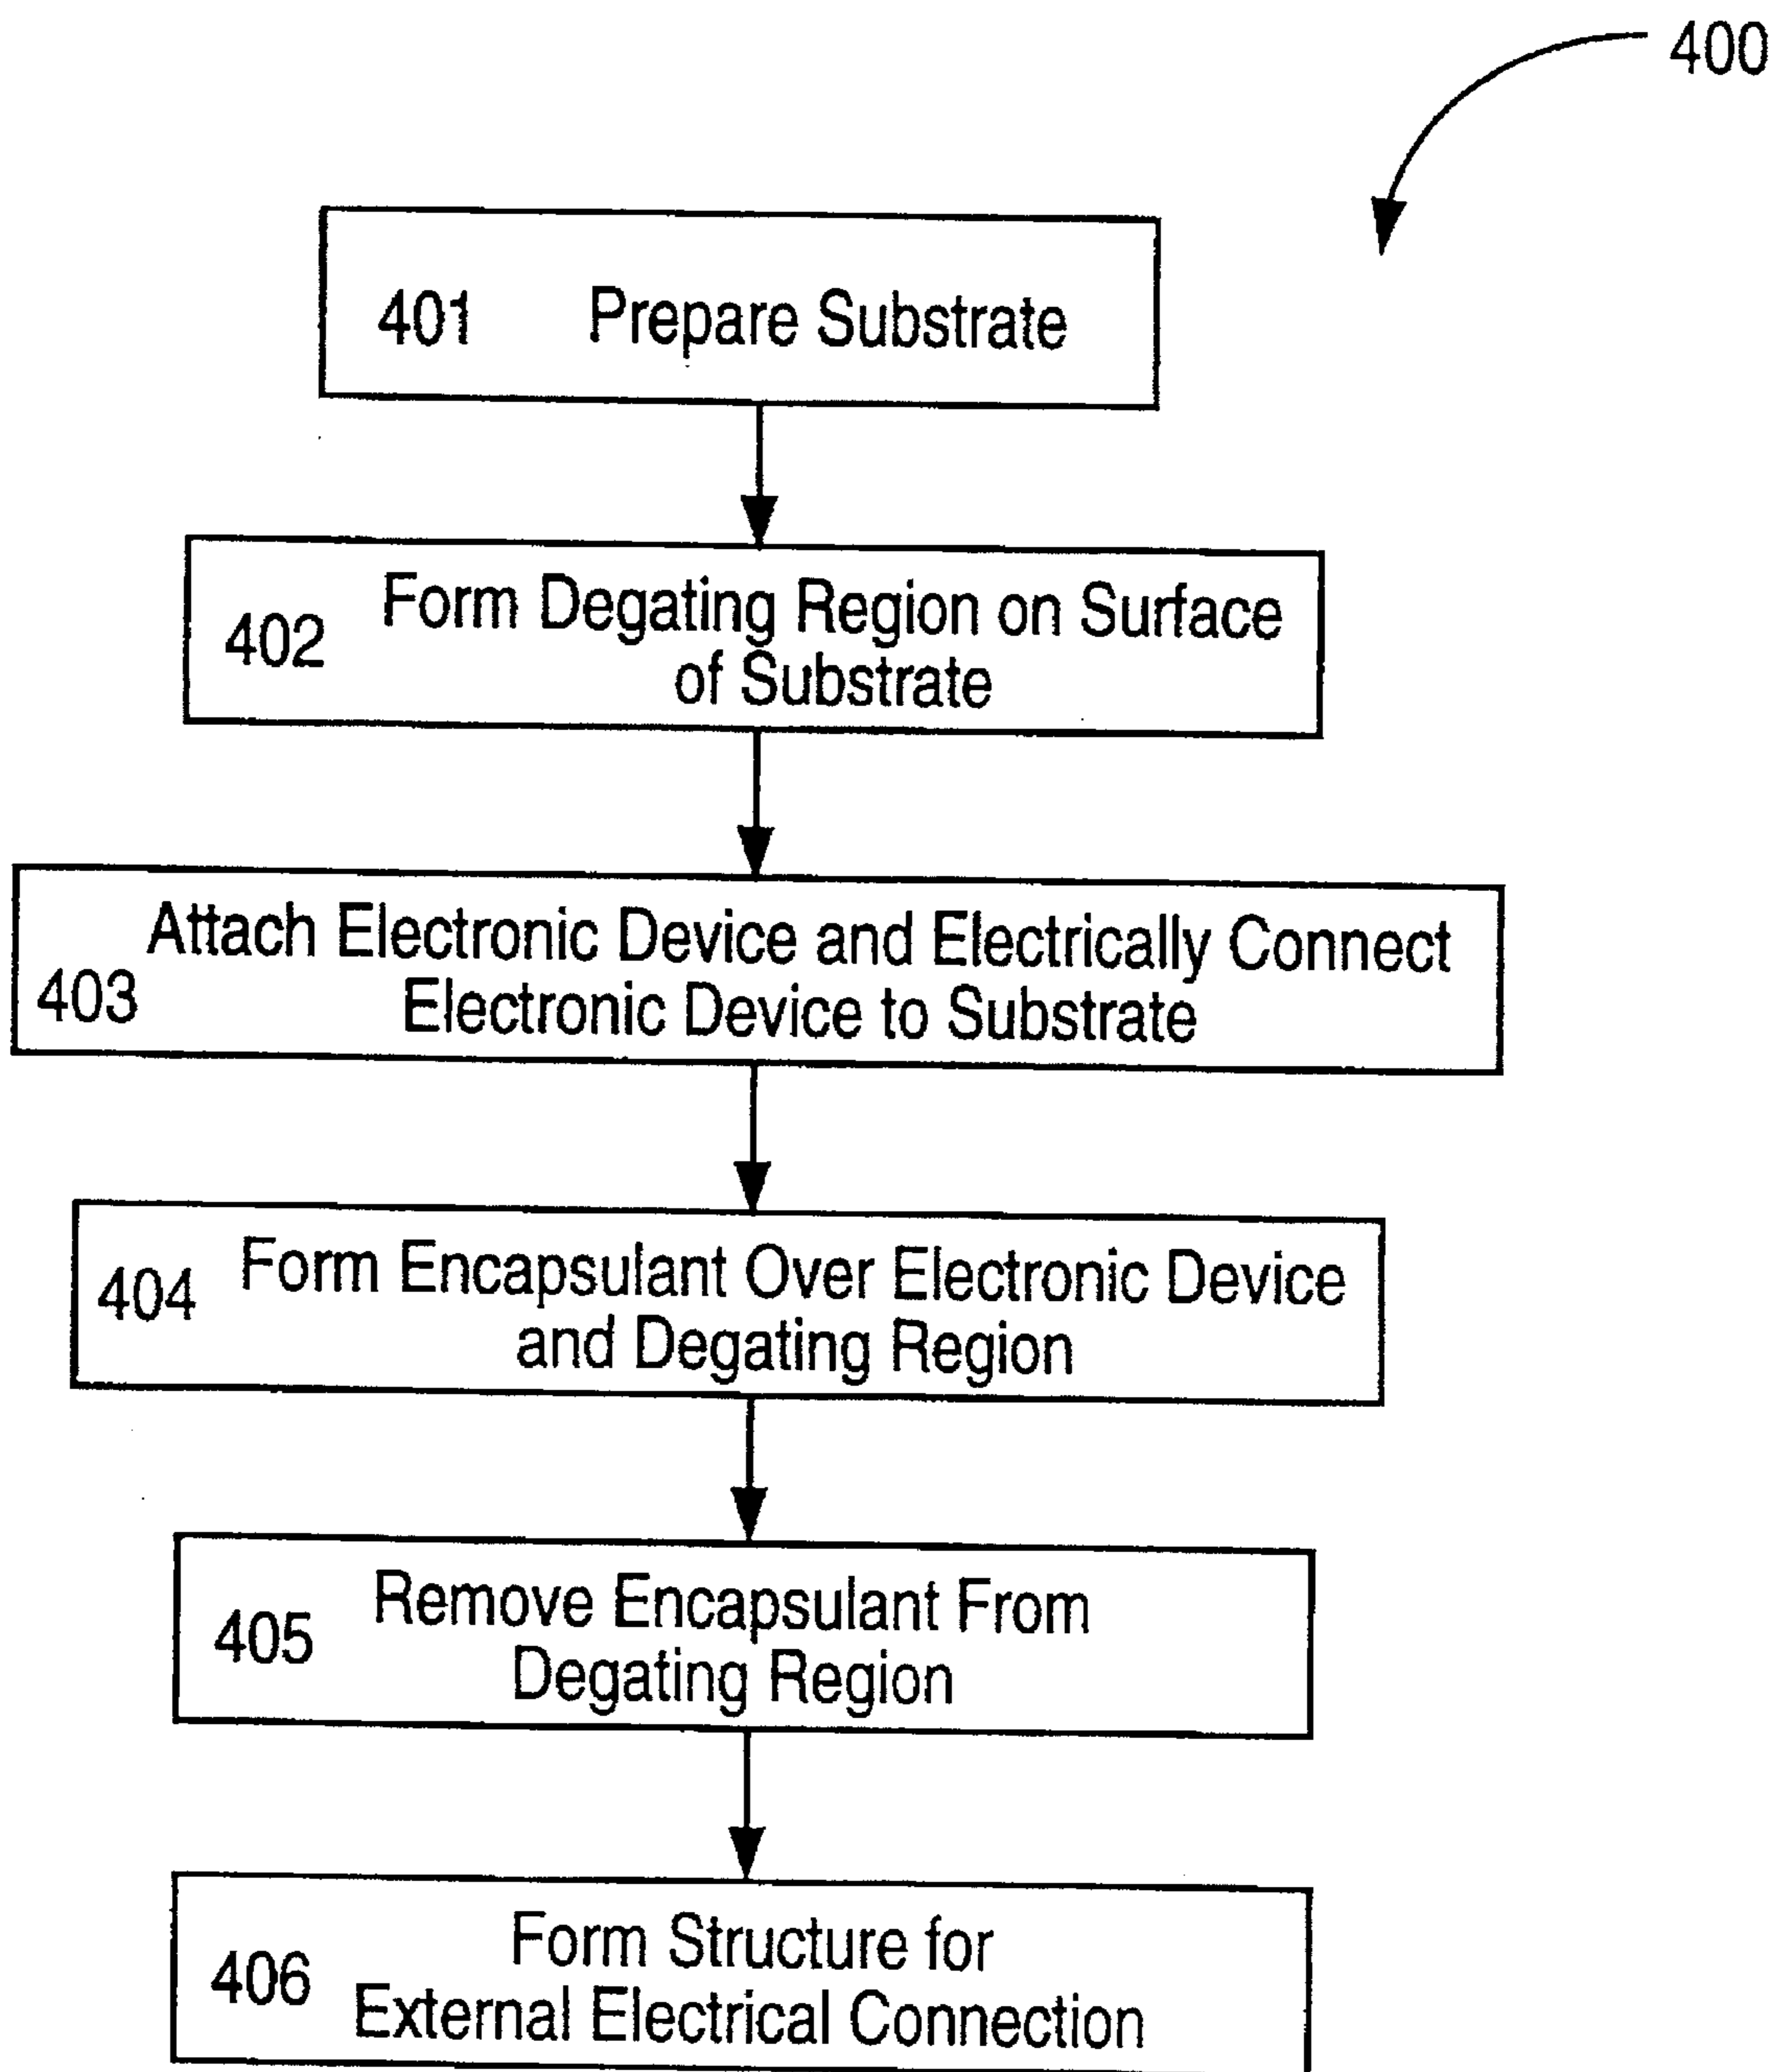 400
401 Prepare Substrate
402 Form Degating Region on Surface
of Substrate
Attach Electronic Device and Electrically Connect
403 Electronic Device to Substrate
404 Form Encapsulant Over Electronic Device
and Degating Region
405 Remove Encapsulant From
Degating Region
406 Form Structure for
External Electrical Connection